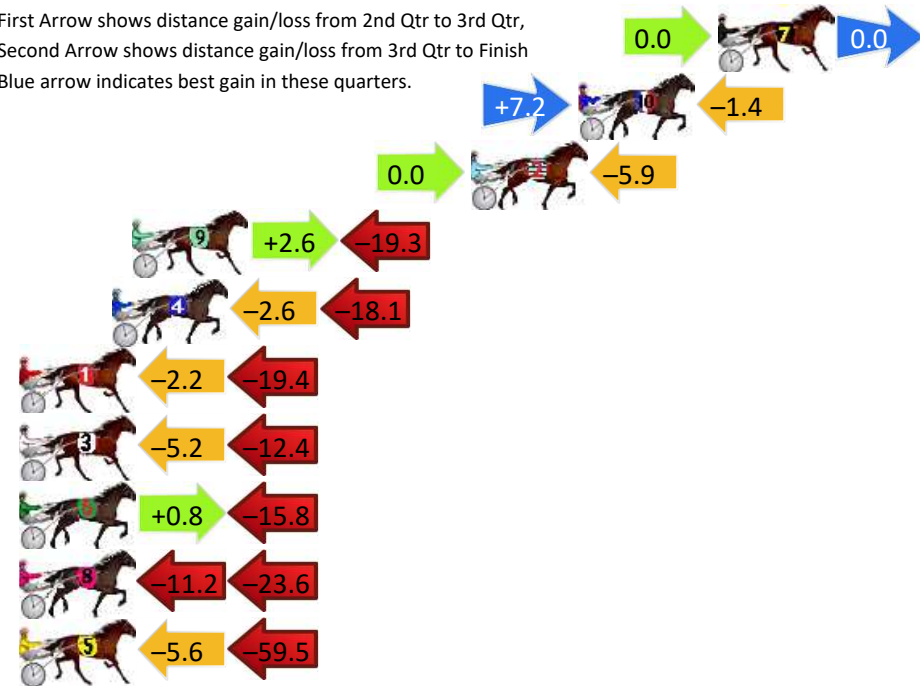 First Arrow shows distance gain/loss from 2nd Qtr to 3rd Qtr,
Second Arrow shows distance gain/loss from 3rd Qtr to Finish
Blue arrow indicates best gain in these quarters.
0.0 7 0.0
+7.2 10 −1.4
0.0 2 −5.9
9 +2.6 −19.3
4 −2.6 −18.1
1 −2.2 −19.4
3 −5.2 −12.4
6 +0.8 −15.8
8 −11.2 −23.6
5 −5.6 −59.5